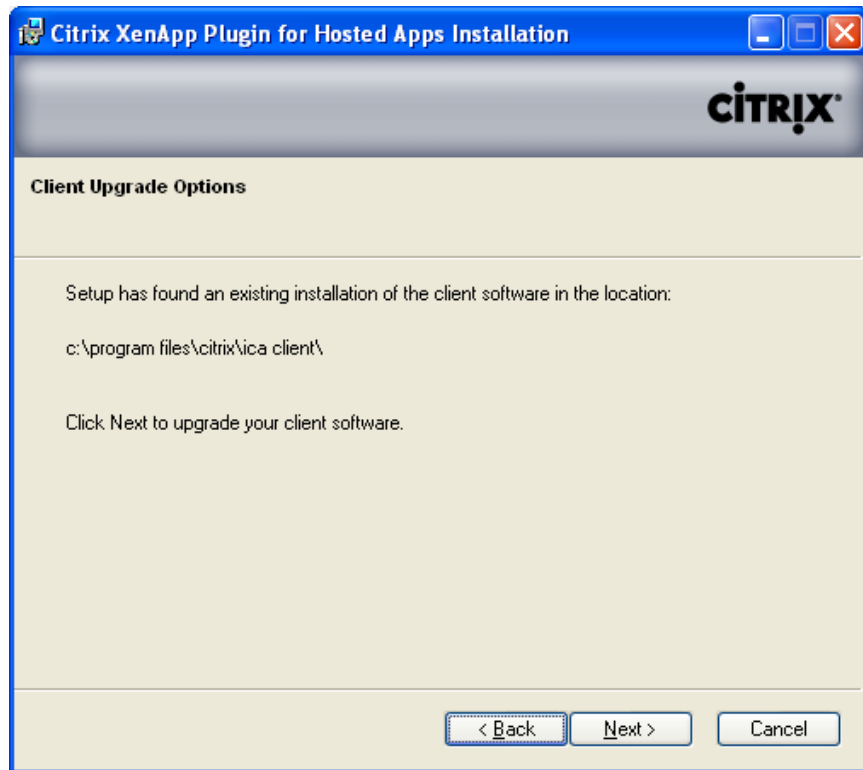 Citrix XenApp Plugin for Hosted Apps Installation
CİTRIX
Client Upgrade Options
Setup has found an existing installation of the client software in the location:
c:\program files\citrix\ica client\
Click Next to upgrade your client software.
< Back Next > Cancel